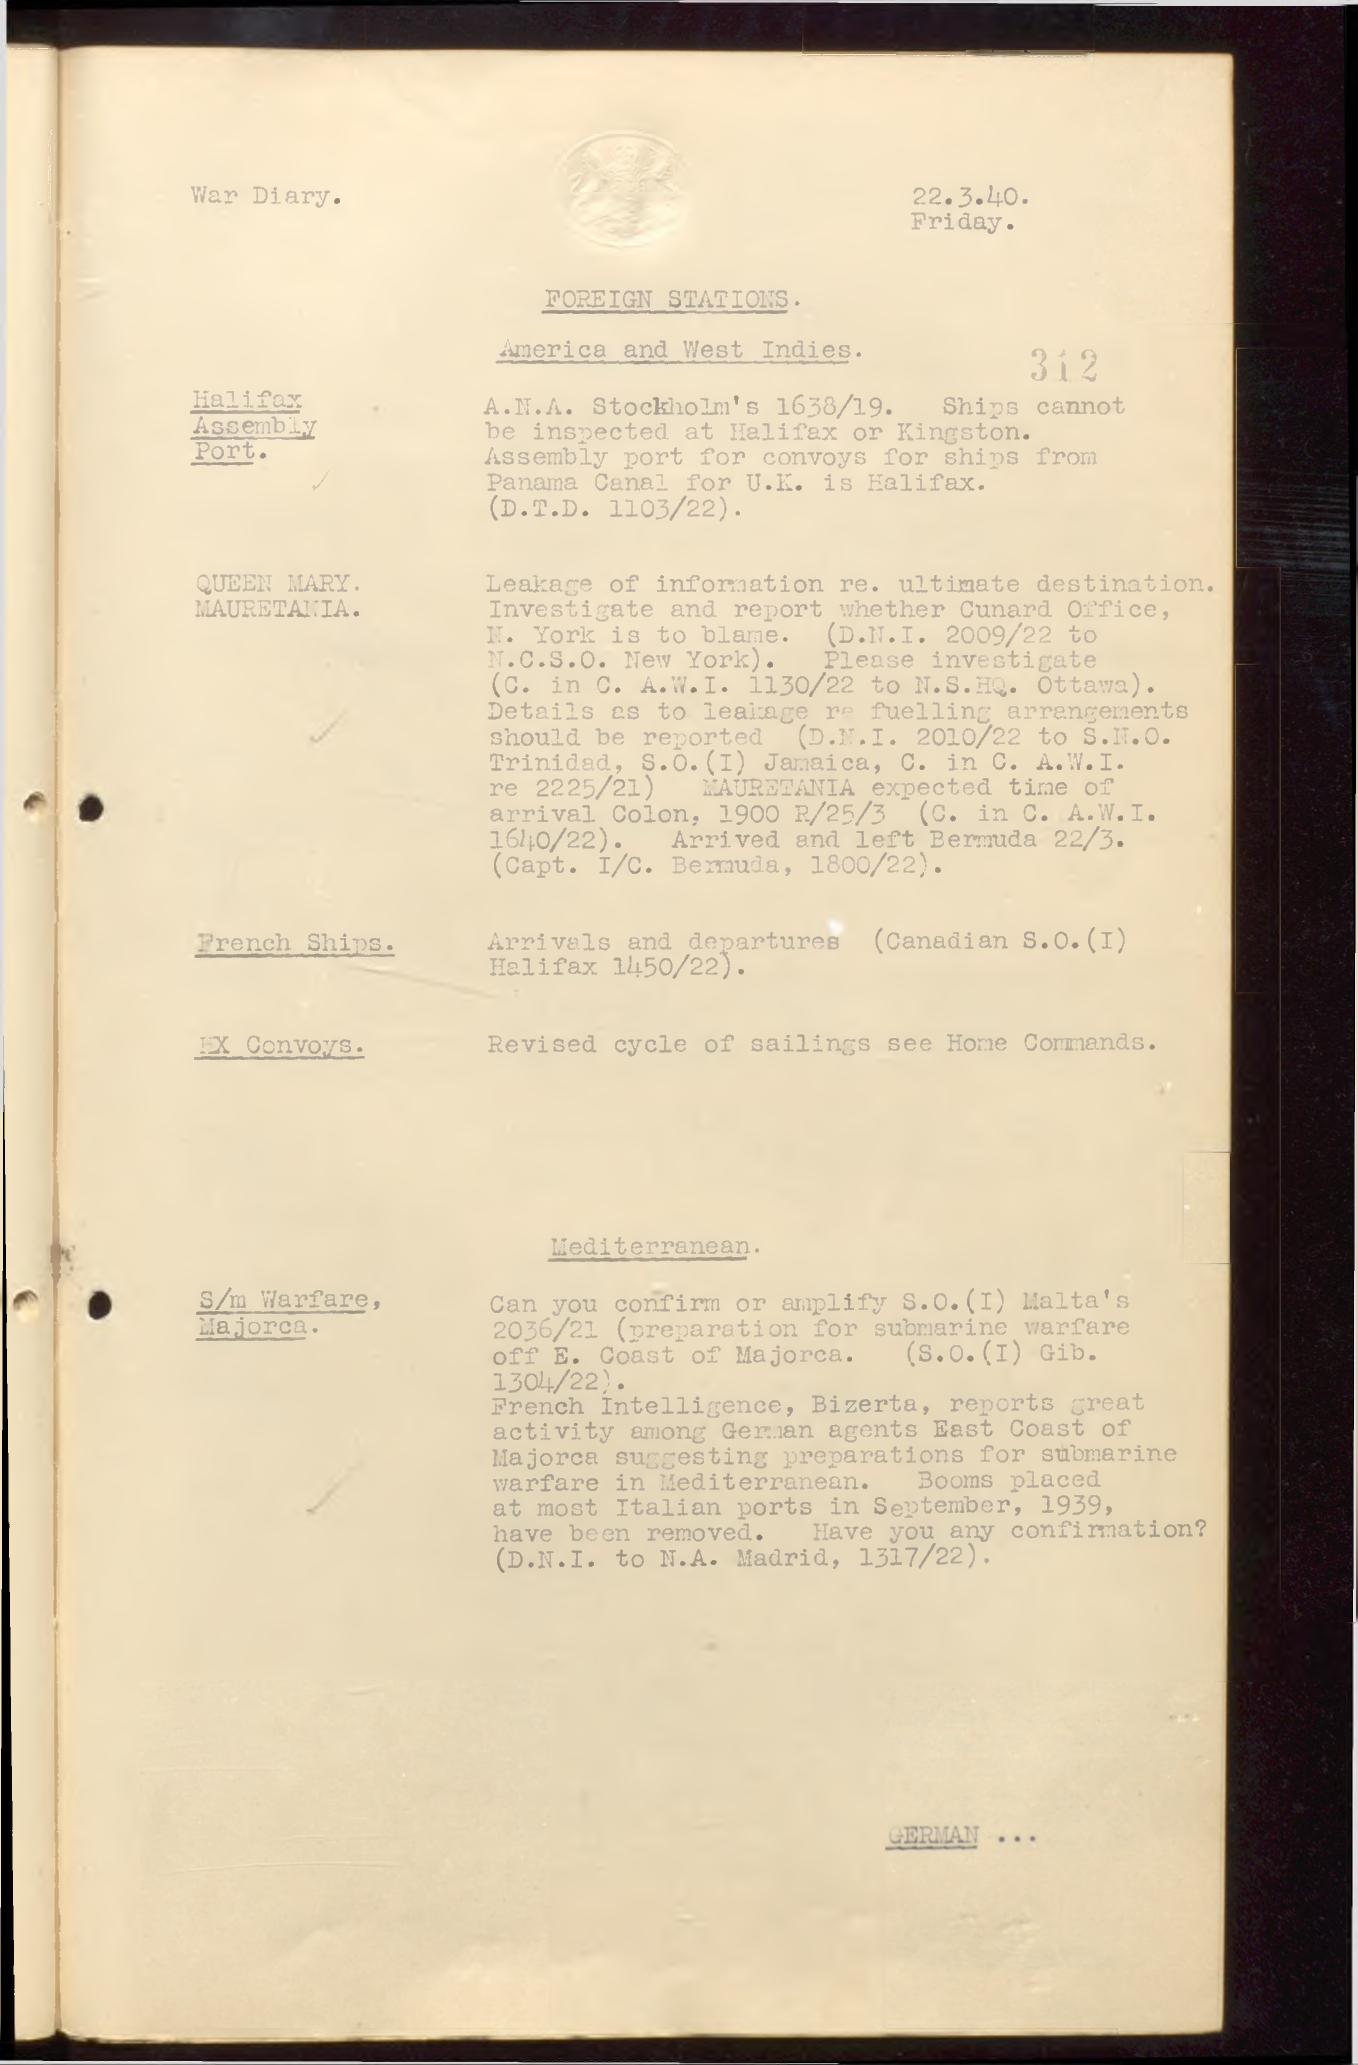 War Diary.
22.3.40.
Friday.
FOREIGN STATIONS.
America and West Indies.
312
Halifax
Assembly
Port.
A.N.A. Stockholm's 1638/19. Ships cannot
be inspected at Halifax or Kingston.
Assembly port for convoys for ships from
Panama Canal for U.K. is Halifax.
(D.T.D. 1103/22).
QUEEN MARY.
MAURETANIA.
Leakage of information re. ultimate destination.
Investigate and report whether Cunard Office,
N. York is to blame. (D.N.I. 2009/22 to
N.C.S.O. New York). Please investigate
(C. in C. A.W.I. 1130/22 to N.S.HQ. Ottawa).
Details as to leakage re fuelling arrangements
should be reported (D.N.I. 2010/22 to S.N.O.
Trinidad, S.O.(I) Jamaica, C. in C. A.W.I.
re 2225/21) MAURETANIA expected time of
arrival Colon, 1900 R/25/3 (C. in C. A.W.I.
1640/22). Arrived and left Bermuda 22/3.
(Capt. I/C. Bermuda, 1800/22).
French Ships.
Arrivals and departures (Canadian S.O.(I)
Halifax 1450/22).
HX Convoys.
Revised cycle of sailings see Home Commands.
Mediterranean.
S/m Warfare,
Majorca.
Can you confirm or amplify S.O.(I) Malta's
2036/21 (preparation for submarine warfare
off E. Coast of Majorca. (S.O.(I) Gib.
1304/22).
French Intelligence, Bizerta, reports great
activity among German agents East Coast of
Majorca suggesting preparations for submarine
warfare in Mediterranean. Booms placed
at most Italian ports in September, 1939,
have been removed. Have you any confirmation?
(D.N.I. to N.A. Madrid, 1317/22).
GERMAN ...